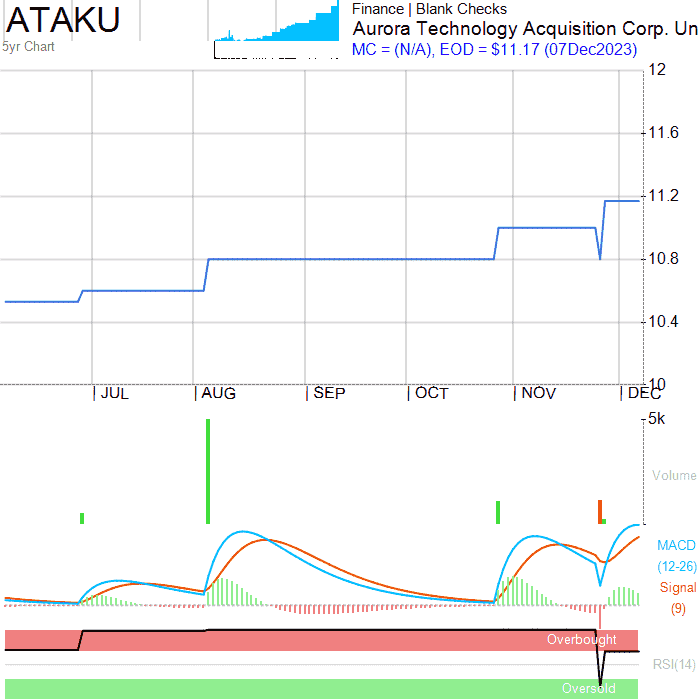 ATAKU
Finance | Blank Checks
Aurora Technology Acquisition Corp. Un
MC = (N/A), EOD = $11.17 (07Dec2023)
5yr Chart
12
11.6
11.2
10.8
10.4
10
JUL
AUG
SEP
OCT
NOV
DEC
5k
Volume
MACD
(12-26)
Signal
(9)
Overbought
RSI(14)
Oversold